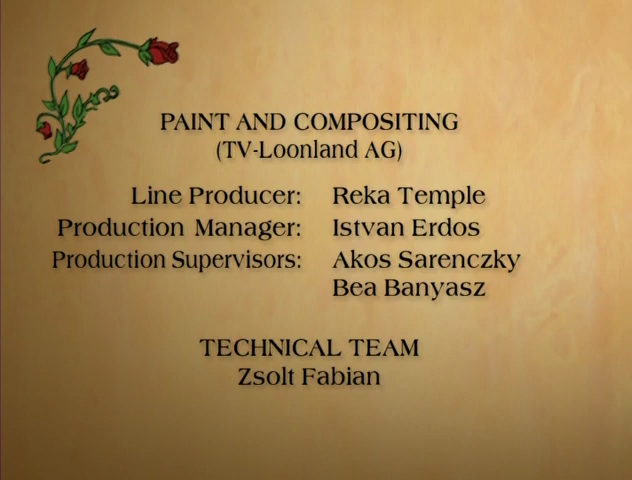 PAINT AND COMPOSITING
(TV-Loonland AG)
Line Producer: Reka Temple
Production Manager: Istvan Erdos
Production Supervisors: Akos Sarenczky
Bea Banyasz
TECHNICAL TEAM
Zsolt Fabian